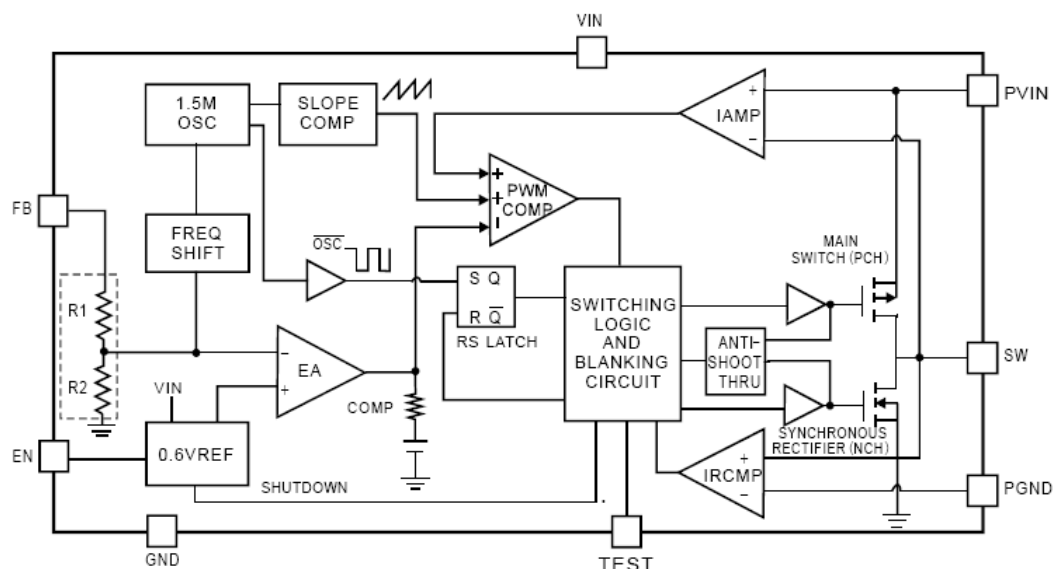 VIN
1.5M
OSC
SLOPE
COMP
+
IAMP
−
PVIN
FB
FREQ
SHIFT
+
+
−
PWM
COMP
OSC
MAIN
SWITCH (PCH)
R1
S Q
R Q
RS LATCH
SWITCHING
LOGIC
AND
BLANKING
CIRCUIT
ANTI-
SHOOT
THRU
SW
R2
−
+
EA
VIN
COMP
EN
0.6VREF
SYNCHRONOUS
RECTIFIER (NCH)
+
IRCMP
−
SHUTDOWN
PGND
GND
TEST